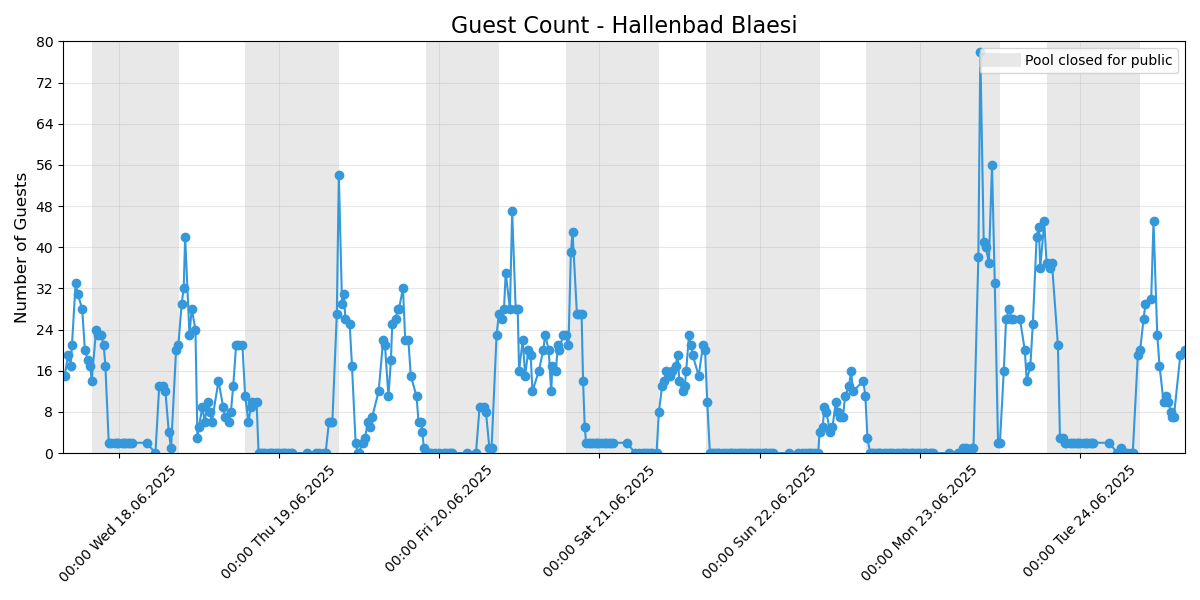 Guest Count - Hallenbad Blaesi
Pool closed for public
Number of Guests
80
72
64
56
48
40
32
24
16
8
0
00:00 Wed 18.06.2025
00:00 Thu 19.06.2025
00:00 Fri 20.06.2025
00:00 Sat 21.06.2025
00:00 Sun 22.06.2025
00:00 Mon 23.06.2025
00:00 Tue 24.06.2025